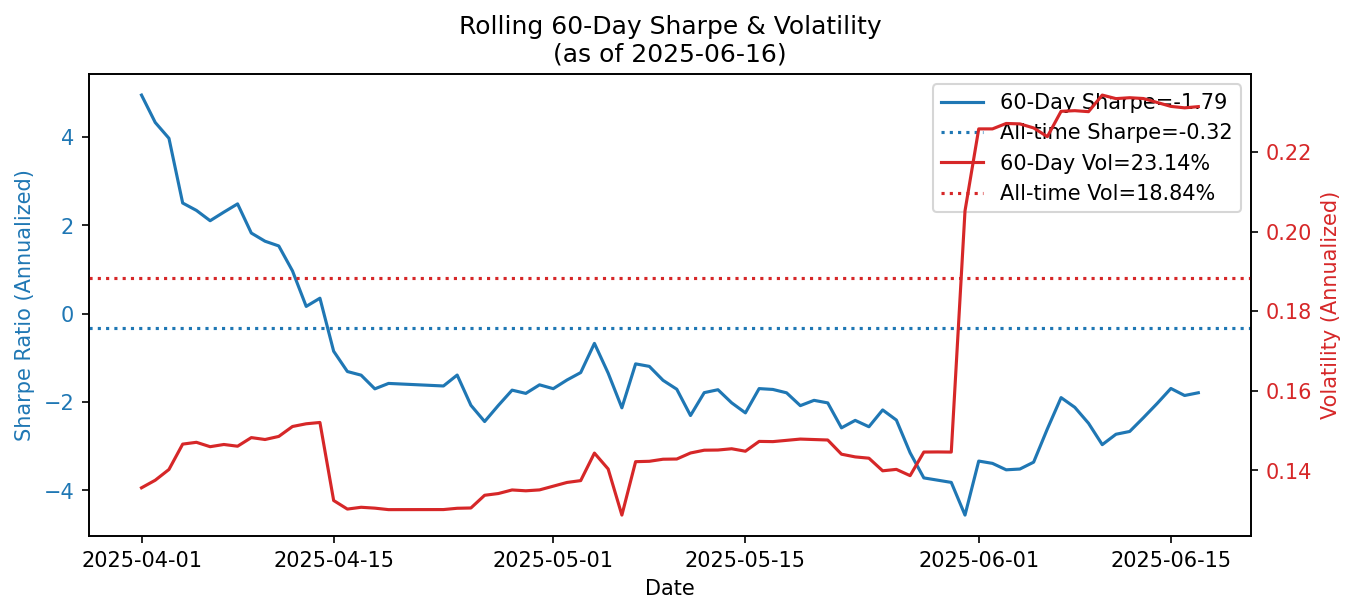 Rolling 60-Day Sharpe & Volatility
(as of 2025-06-16)
60-Day Sharpe=-1.79
All-time Sharpe=-0.32
60-Day Vol=23.14%
All-time Vol=18.84%
Sharpe Ratio (Annualized)
4
2
0
−2
−4
0.22
0.20
0.18
0.16
0.14
Volatility (Annualized)
2025-04-01
2025-04-15
2025-05-01
2025-05-15
2025-06-01
2025-06-15
Date